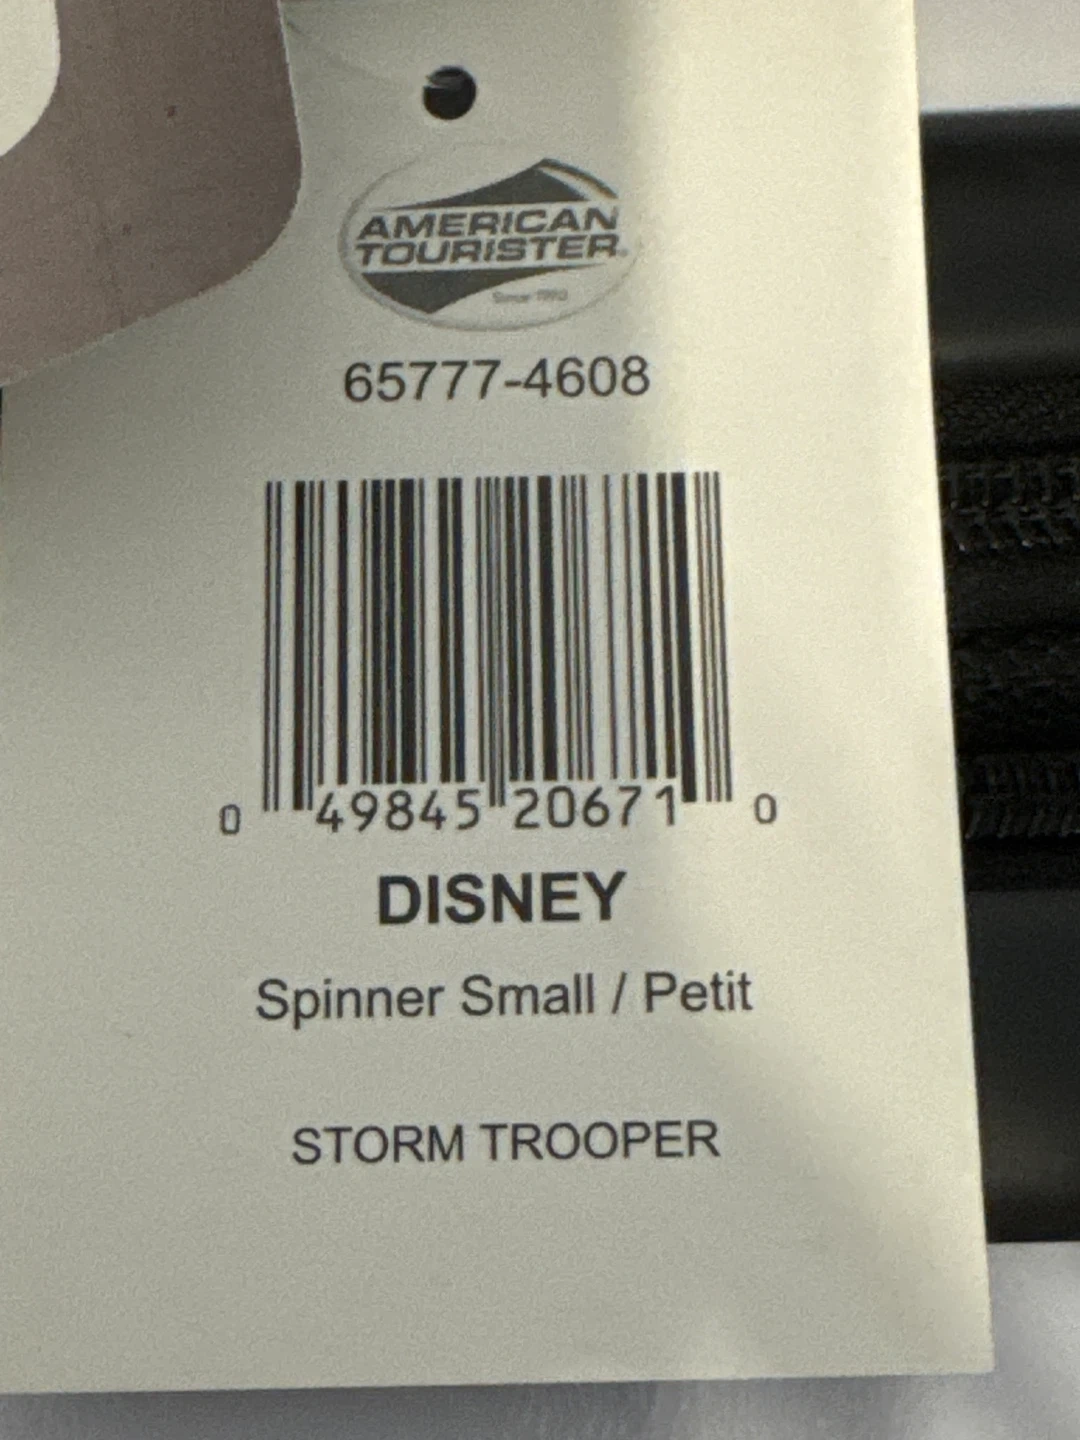 AMERICAN
TOURISTER®
65777-4608
0 49845 20671 0
DISNEY
Spinner Small / Petit
STORM TROOPER